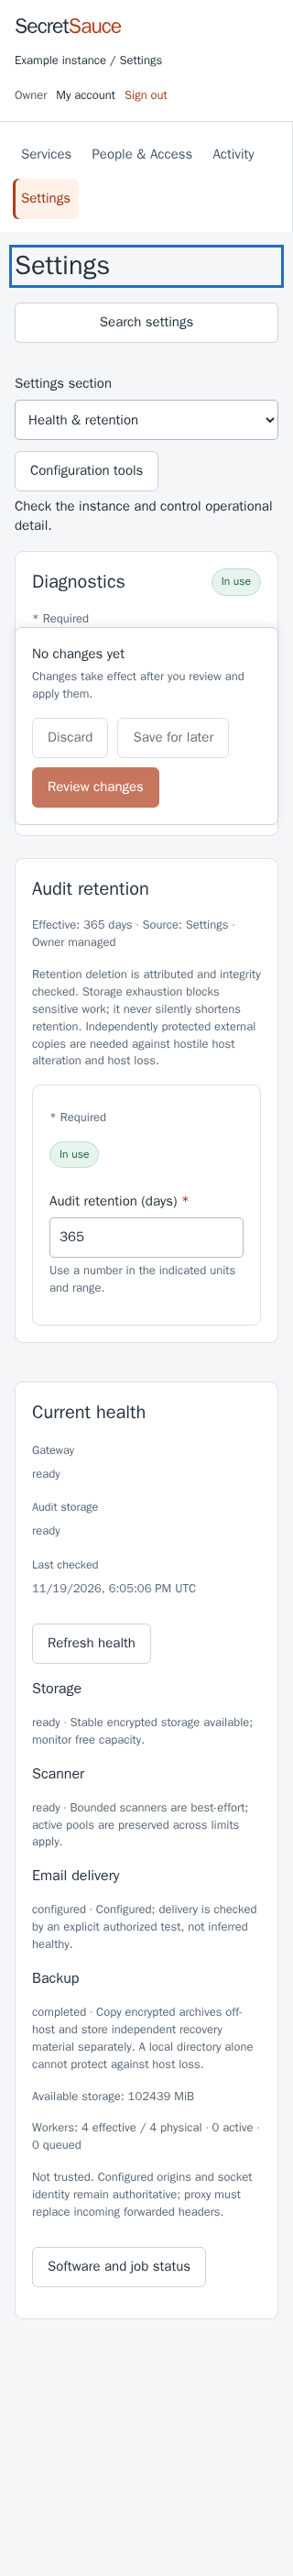 SecretSauce
Example instance / Settings
Owner My account Sign out
Services People & Access Activity
Settings
Settings
Search settings
Settings section
Health & retention
Configuration tools
Check the instance and control operational
detail.
Diagnostics In use
* Required
No changes yet
Changes take effect after you review and
apply them.
Discard Save for later
Review changes
Audit retention
Effective: 365 days · Source: Settings ·
Owner managed
Retention deletion is attributed and integrity
checked. Storage exhaustion blocks
sensitive work; it never silently shortens
retention. Independently protected external
copies are needed against hostile host
alteration and host loss.
* Required
In use
Audit retention (days) *
365
Use a number in the indicated units
and range.
Current health
Gateway
ready
Audit storage
ready
Last checked
11/19/2026, 6:05:06 PM UTC
Refresh health
Storage
ready · Stable encrypted storage available;
monitor free capacity.
Scanner
ready · Bounded scanners are best-effort;
active pools are preserved across limits
apply.
Email delivery
configured · Configured; delivery is checked
by an explicit authorized test, not inferred
healthy.
Backup
completed · Copy encrypted archives off-
host and store independent recovery
material separately. A local directory alone
cannot protect against host loss.
Available storage: 102439 MiB
Workers: 4 effective / 4 physical · 0 active ·
0 queued
Not trusted. Configured origins and socket
identity remain authoritative; proxy must
replace incoming forwarded headers.
Software and job status